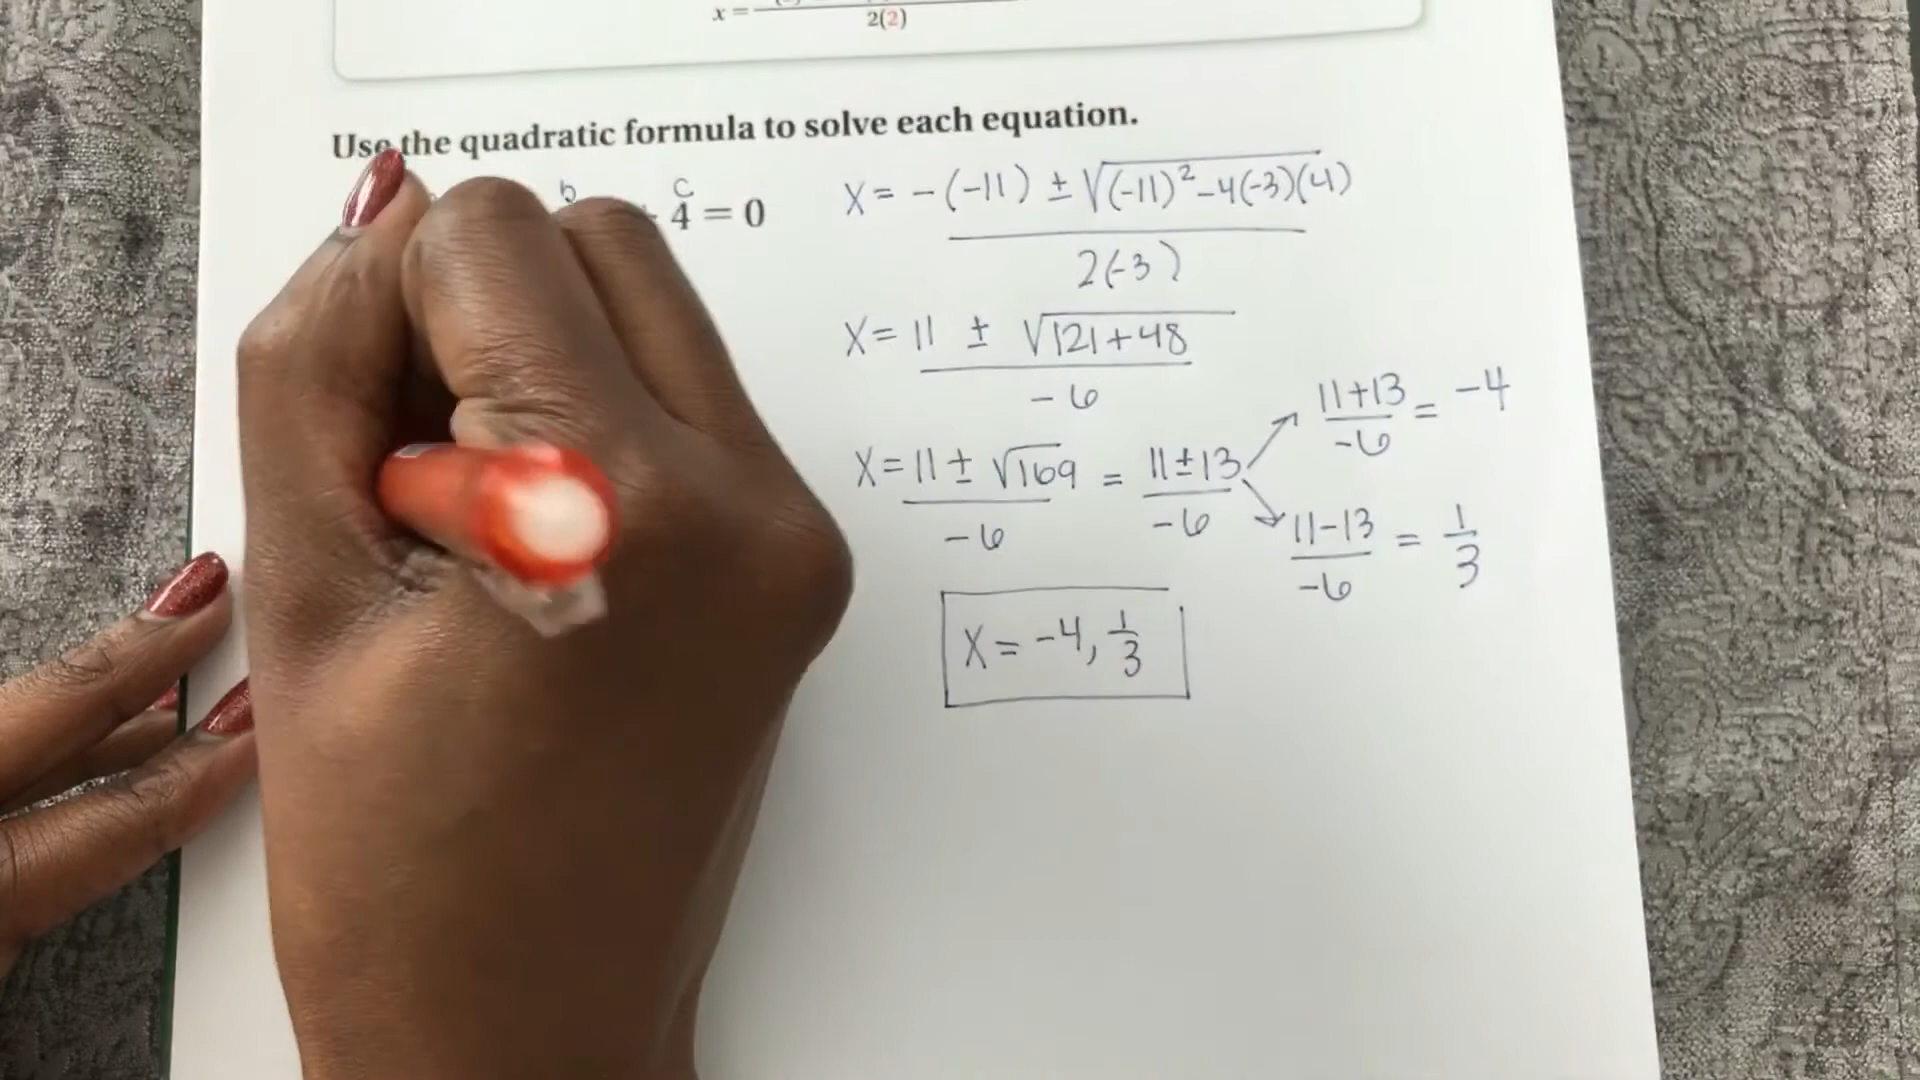 x =
2(2)
Use the quadratic formula to solve each equation.
b c
4 = 0
X = -(-11) ± √(-11)²-4(-3)(4)
2(-3)
X = 11 ± √121+48
-6
X = 11 ± √169 = 11±13
-6 -6
11+13 = -4
-6
11-13 = 1
-6 3
X = -4, 1/3